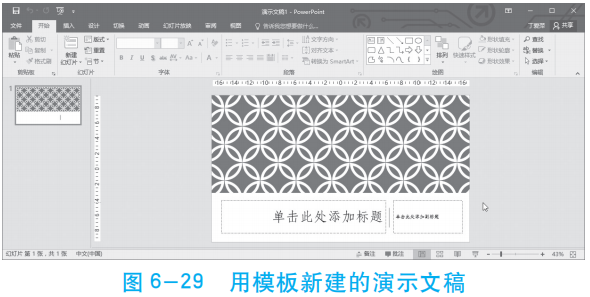 演示文稿1 - PowerPoint
文件 开始 插入 设计 切换 动画 幻灯片放映 审阅 视图 告诉我您想要做什么... 丁爱萍 共享
剪切 版式 文字方向 形状填充 查找
复制 重置 对齐文本 形状轮廓 替换
粘贴 格式刷 新建 幻灯片 节 转换为 SmartArt 排列 快速样式 形状效果 选择
剪贴板 幻灯片 字体 段落 绘图 编辑
1
单击此处添加标题 单击此处添加副标题
幻灯片 第 1 张，共 1 张 中文(中国) 备注 批注 43%
图 6-29 用模板新建的演示文稿